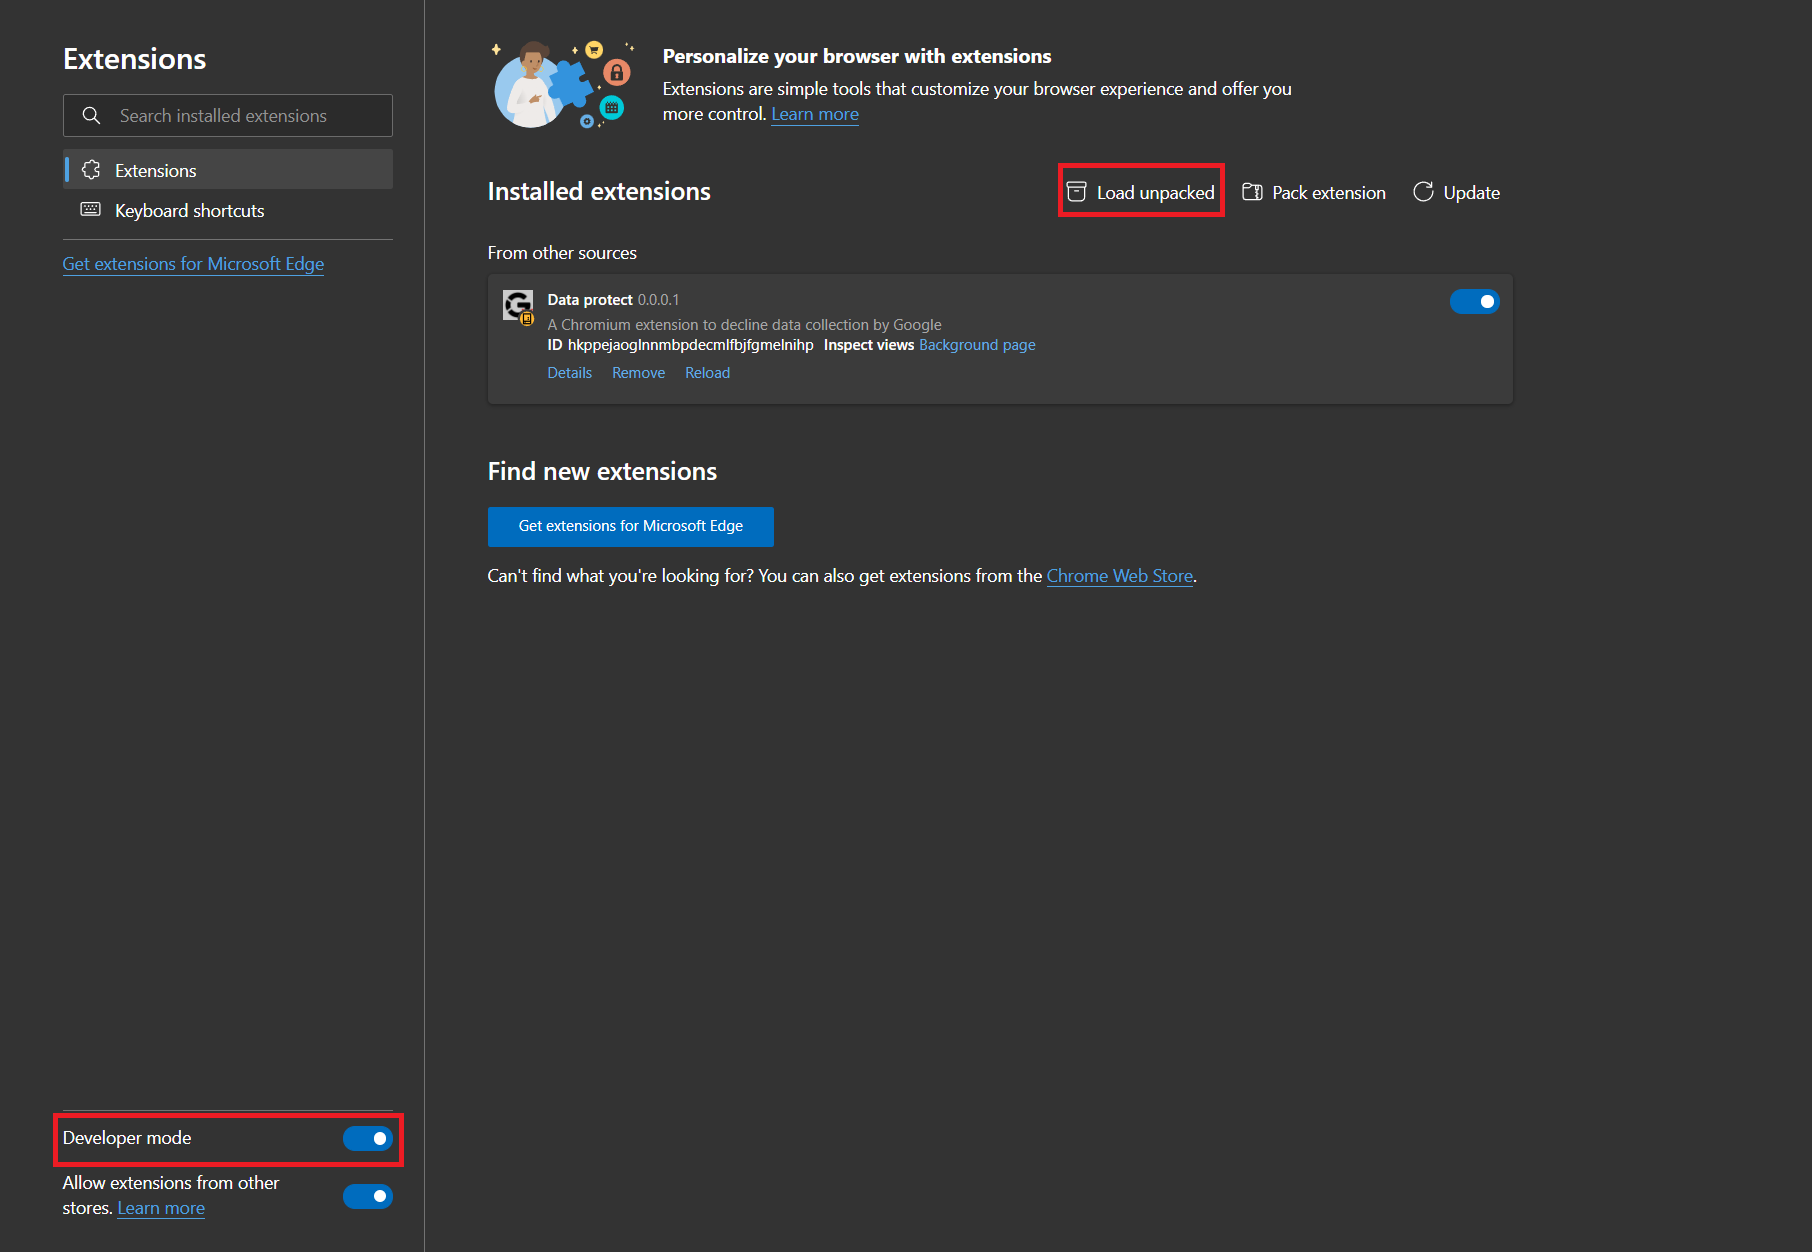 Extensions
Search installed extensions
Extensions
Keyboard shortcuts
Get extensions for Microsoft Edge
Personalize your browser with extensions
Extensions are simple tools that customize your browser experience and offer you
more control. Learn more
Installed extensions
Load unpacked
Pack extension
Update
From other sources
Data protect 0.0.0.1
A Chromium extension to decline data collection by Google
ID hkppejaoglnnmbpdecmlfbjfgmelnihp Inspect views Background page
Details Remove Reload
Find new extensions
Get extensions for Microsoft Edge
Can't find what you're looking for? You can also get extensions from the Chrome Web Store.
Developer mode
Allow extensions from other
stores. Learn more